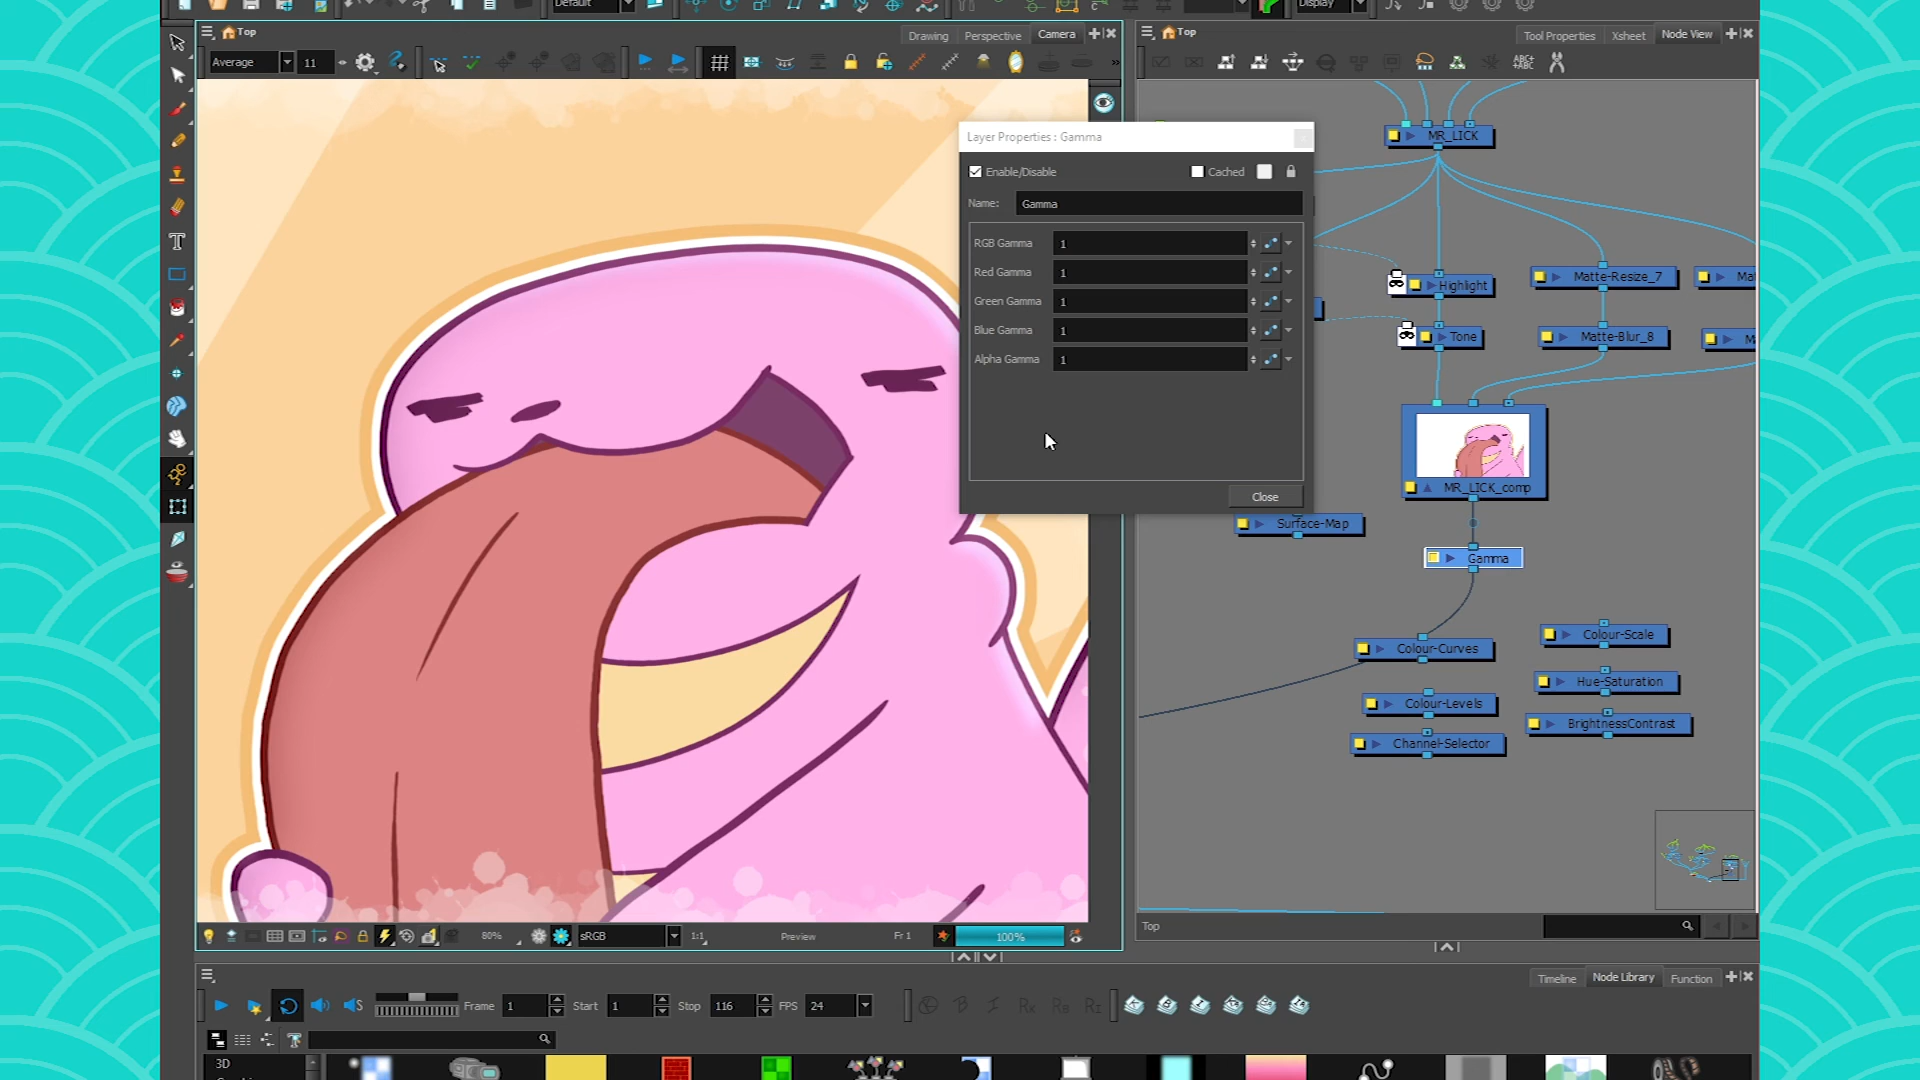 Default
Display
Top
Drawing
Perspective
Camera
Top
Tool Properties
Xsheet
Node View
Average
11
ABC+
+ABC
Layer Properties : Gamma
Enable/Disable
Cached
Name:
Gamma
RGB Gamma
1
Red Gamma
1
Green Gamma
1
Blue Gamma
1
Alpha Gamma
1
Close
MR_LICK
Highlight
Matte-Resize_7
Tone
Matte-Blur_8
MR_LICK_comp
Surface-Map
Gamma
Colour-Curves
Colour-Scale
Hue-Saturation
Colour-Levels
BrightnessContrast
Channel-Selector
80%
sRGB
1:1
Preview
Fr 1
100%
Top
Timeline
Node Library
Function
S
Frame
1
Start
1
Stop
116
FPS
24
3D